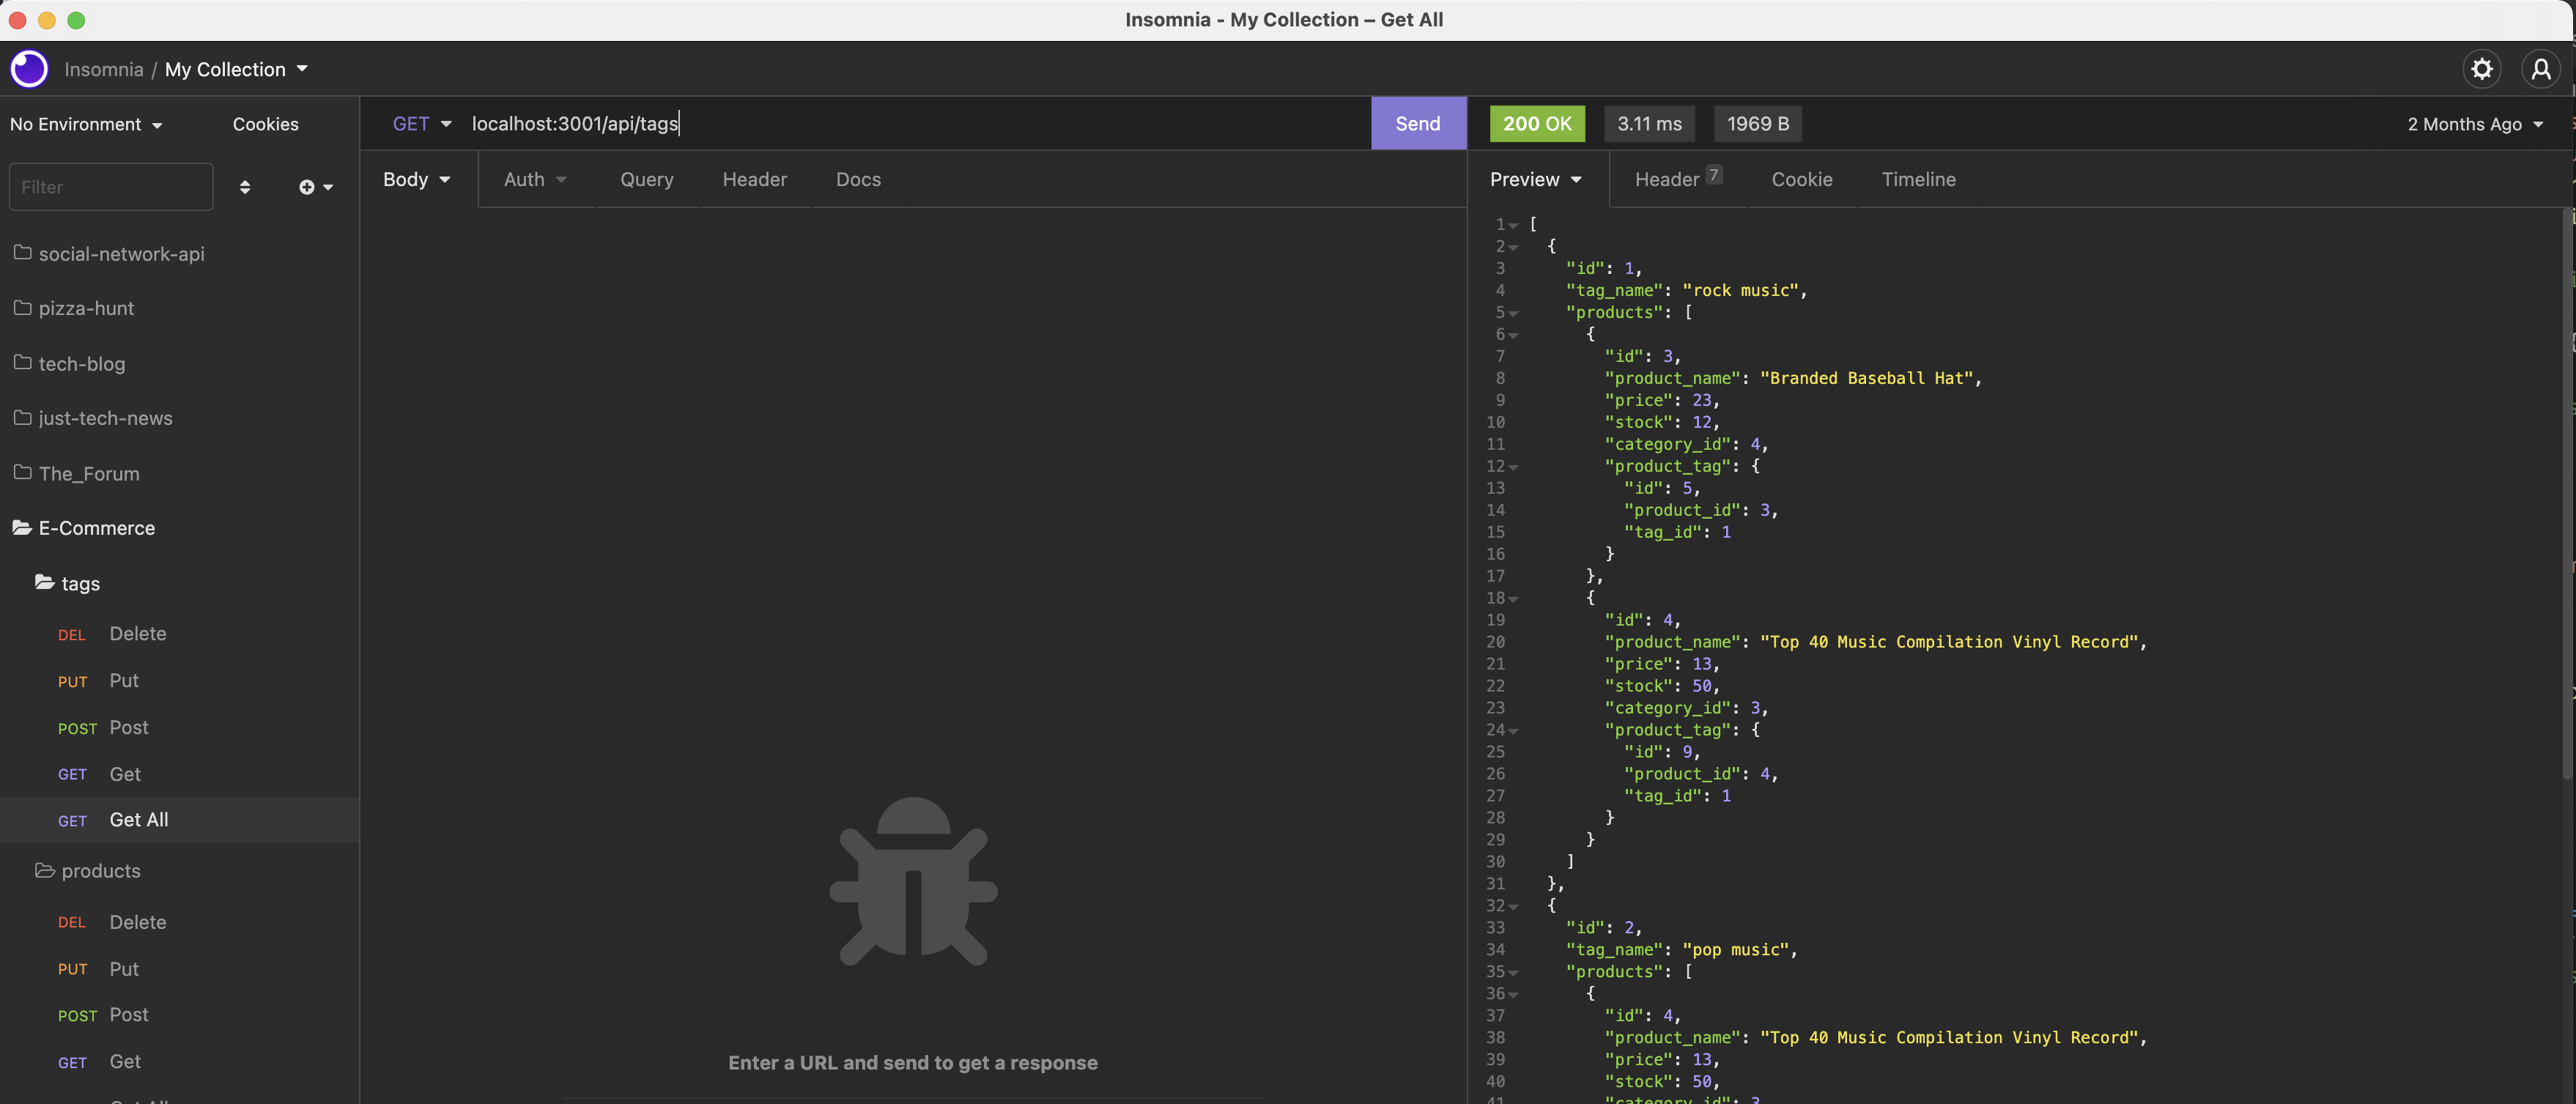 Insomnia - My Collection – Get All
Insomnia / My Collection
No Environment
Cookies
GET localhost:3001/api/tags
Send
200 OK 3.11 ms 1969 B
2 Months Ago
Filter
Body Auth Query Header Docs
Preview Header 7 Cookie Timeline
social-network-api
pizza-hunt
tech-blog
just-tech-news
The_Forum
E-Commerce
tags
DEL Delete
PUT Put
POST Post
GET Get
GET Get All
products
DEL Delete
PUT Put
POST Post
GET Get
Enter a URL and send to get a response
1 [
2 {
3 "id": 1,
4 "tag_name": "rock music",
5 "products": [
6 {
7 "id": 3,
8 "product_name": "Branded Baseball Hat",
9 "price": 23,
10 "stock": 12,
11 "category_id": 4,
12 "product_tag": {
13 "id": 5,
14 "product_id": 3,
15 "tag_id": 1
16 }
17 },
18 {
19 "id": 4,
20 "product_name": "Top 40 Music Compilation Vinyl Record",
21 "price": 13,
22 "stock": 50,
23 "category_id": 3,
24 "product_tag": {
25 "id": 9,
26 "product_id": 4,
27 "tag_id": 1
28 }
29 }
30 ]
31 },
32 {
33 "id": 2,
34 "tag_name": "pop music",
35 "products": [
36 {
37 "id": 4,
38 "product_name": "Top 40 Music Compilation Vinyl Record",
39 "price": 13,
40 "stock": 50,
41 "category_id": 3